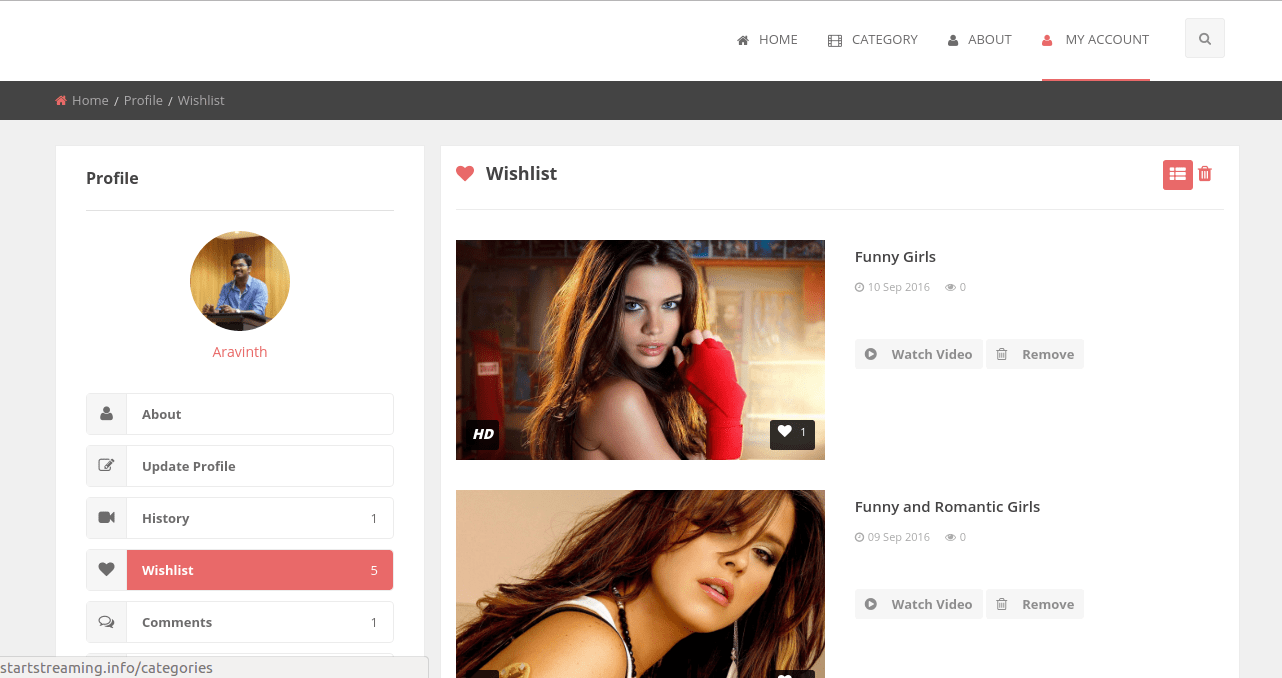 HOME CATEGORY ABOUT MY ACCOUNT
Home / Profile / Wishlist
Profile
Aravinth
About
Update Profile
History 1
Wishlist 5
Comments 1
Wishlist
Funny Girls
10 Sep 2016 0
Watch Video Remove
HD 1
Funny and Romantic Girls
09 Sep 2016 0
Watch Video Remove
startstreaming.info/categories